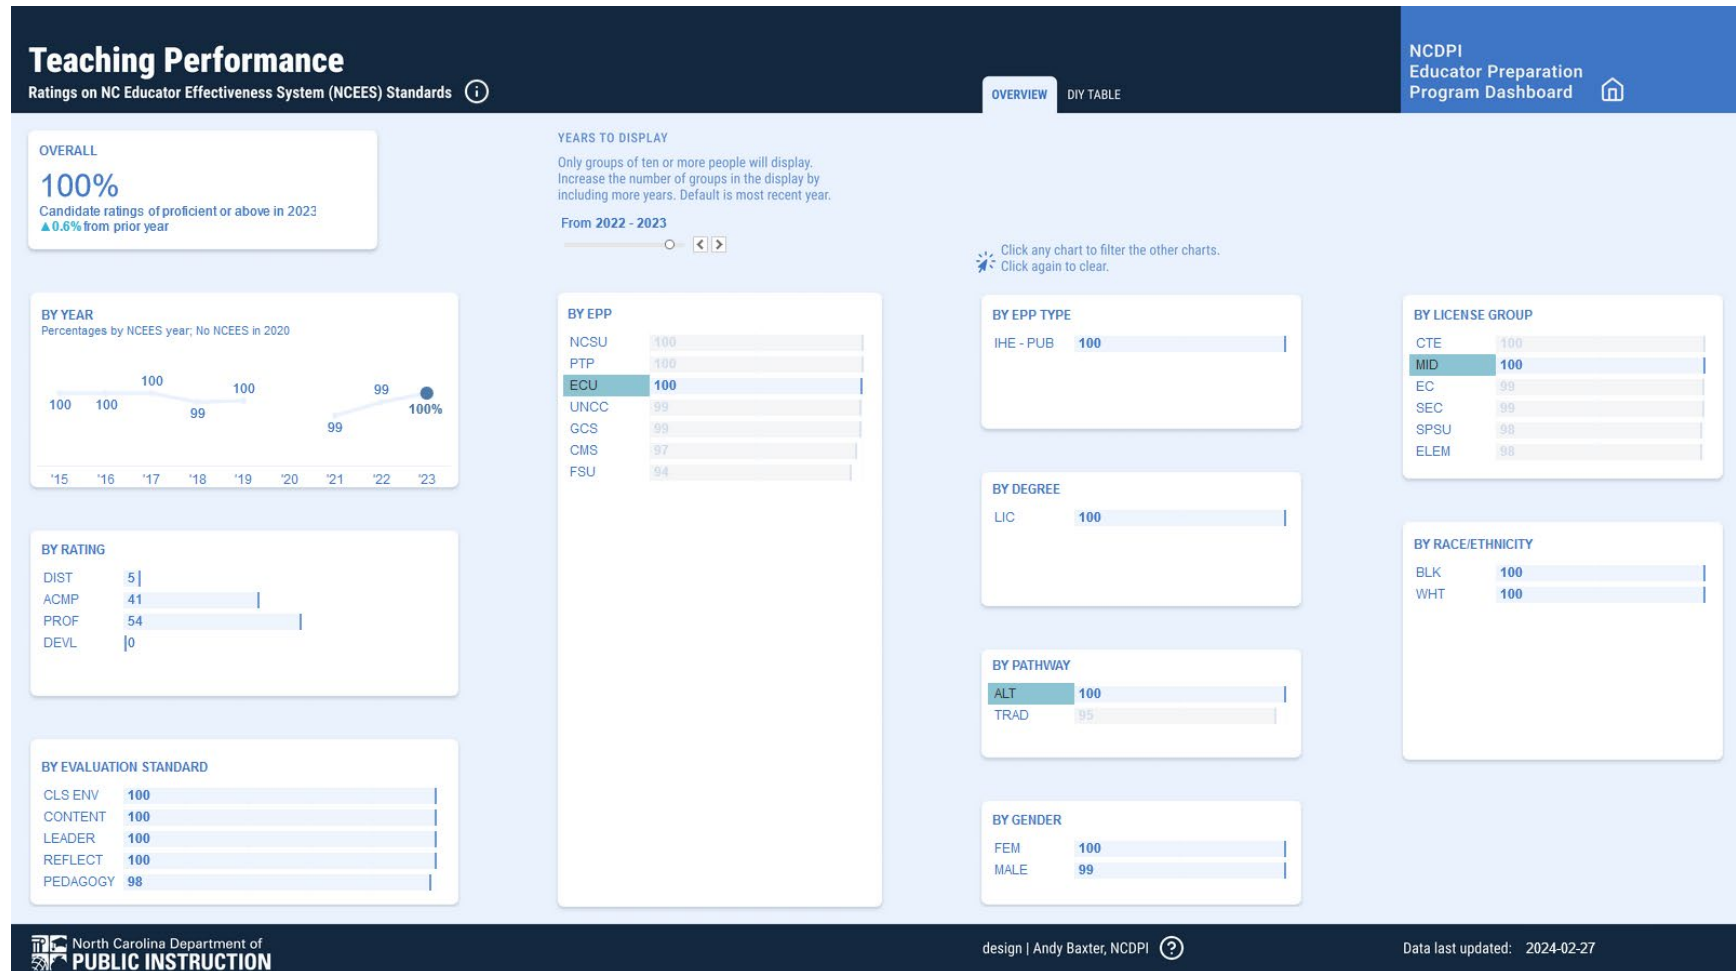 Teaching Performance
Ratings on NC Educator Effectiveness System (NCEES) Standards
OVERVIEW
DIY TABLE
NCDPI
Educator Preparation
Program Dashboard
OVERALL
100%
Candidate ratings of proficient or above in 2023
▲0.6% from prior year
YEARS TO DISPLAY
Only groups of ten or more people will display.
Increase the number of groups in the display by
including more years. Default is most recent year.
From 2022 - 2023
Click any chart to filter the other charts.
Click again to clear.
BY YEAR
Percentages by NCEES year; No NCEES in 2020
100 100 100 99 100 99 99 100%
'15 '16 '17 '18 '19 '20 '21 '22 '23
BY RATING
DIST 5
ACMP 41
PROF 54
DEVL 0
BY EVALUATION STANDARD
CLS ENV 100
CONTENT 100
LEADER 100
REFLECT 100
PEDAGOGY 98
BY EPP
NCSU 100
PTP 100
ECU 100
UNCC 99
GCS 99
CMS 97
FSU 94
BY EPP TYPE
IHE - PUB 100
BY DEGREE
LIC 100
BY PATHWAY
ALT 100
TRAD 95
BY GENDER
FEM 100
MALE 99
BY LICENSE GROUP
CTE 100
MID 100
EC 99
SEC 99
SPSU 98
ELEM 98
BY RACE/ETHNICITY
BLK 100
WHT 100
North Carolina Department of
PUBLIC INSTRUCTION
design | Andy Baxter, NCDPI
Data last updated: 2024-02-27